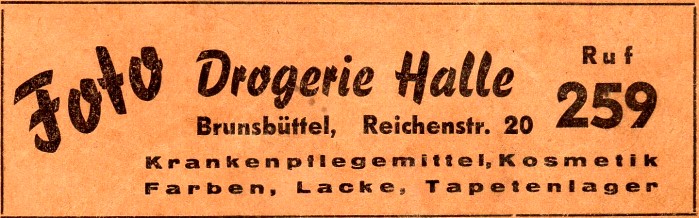 Foto Drogerie Halle
Ruf
259
Brunsbüttel, Reichenstr. 20
Krankenpflegemittel, Kosmetik
Farben, Lacke, Tapetenlager